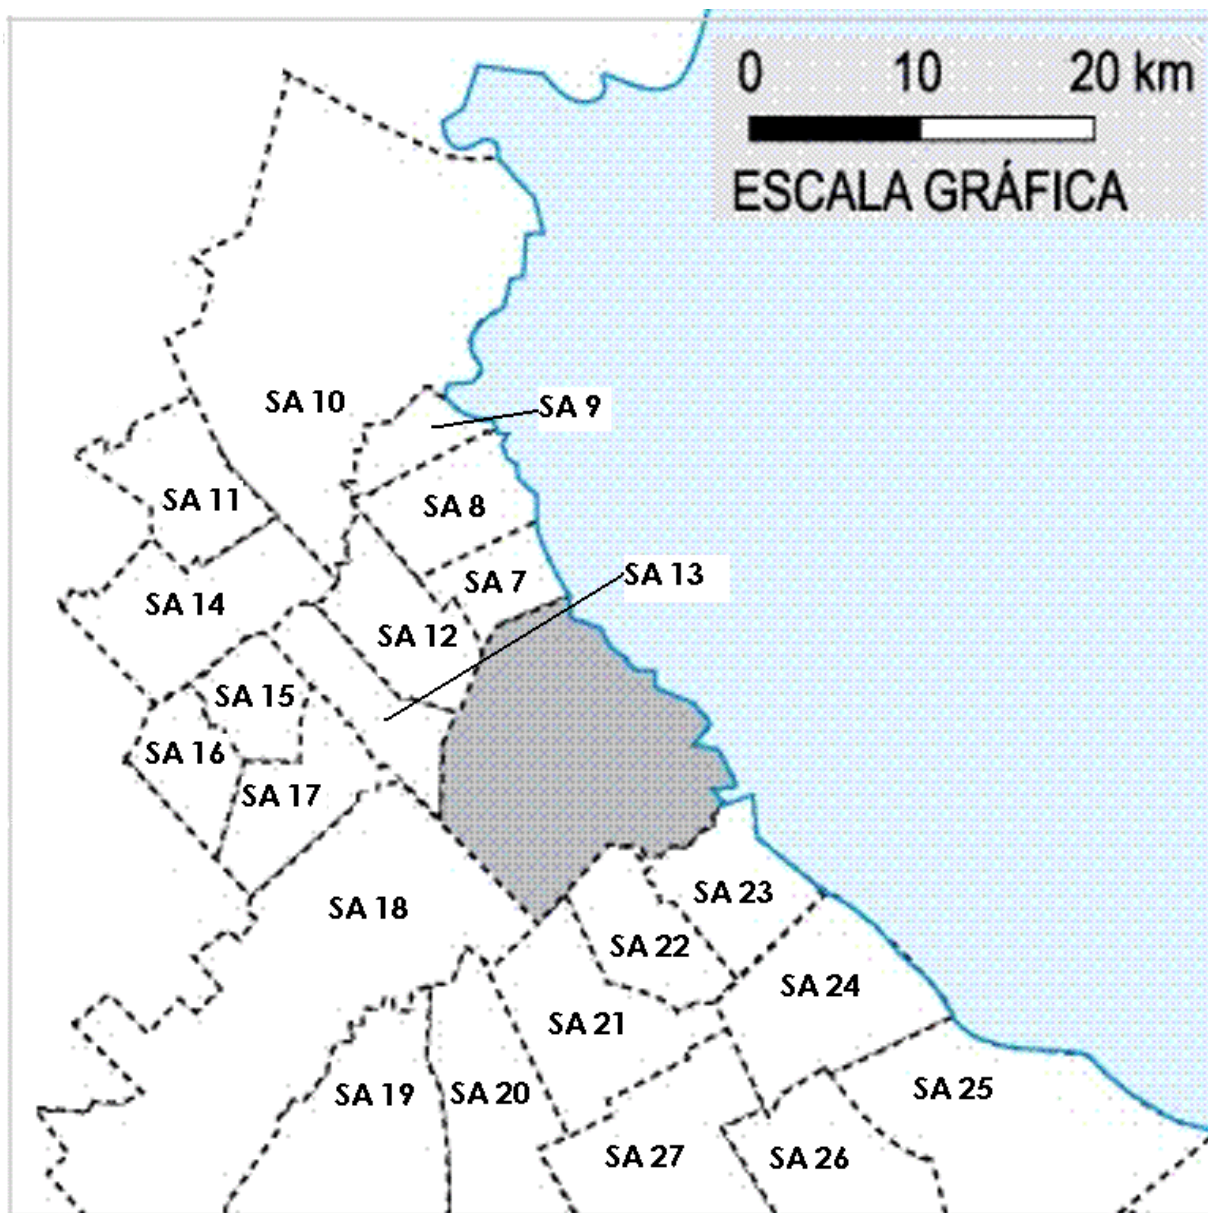 0 10 20 km
ESCALA GRÁFICA
SA 10
SA 9
SA 11
SA 8
SA 7
SA 13
SA 14
SA 12
SA 15
SA 16
SA 17
SA 18
SA 23
SA 22
SA 24
SA 21
SA 19
SA 20
SA 25
SA 27
SA 26